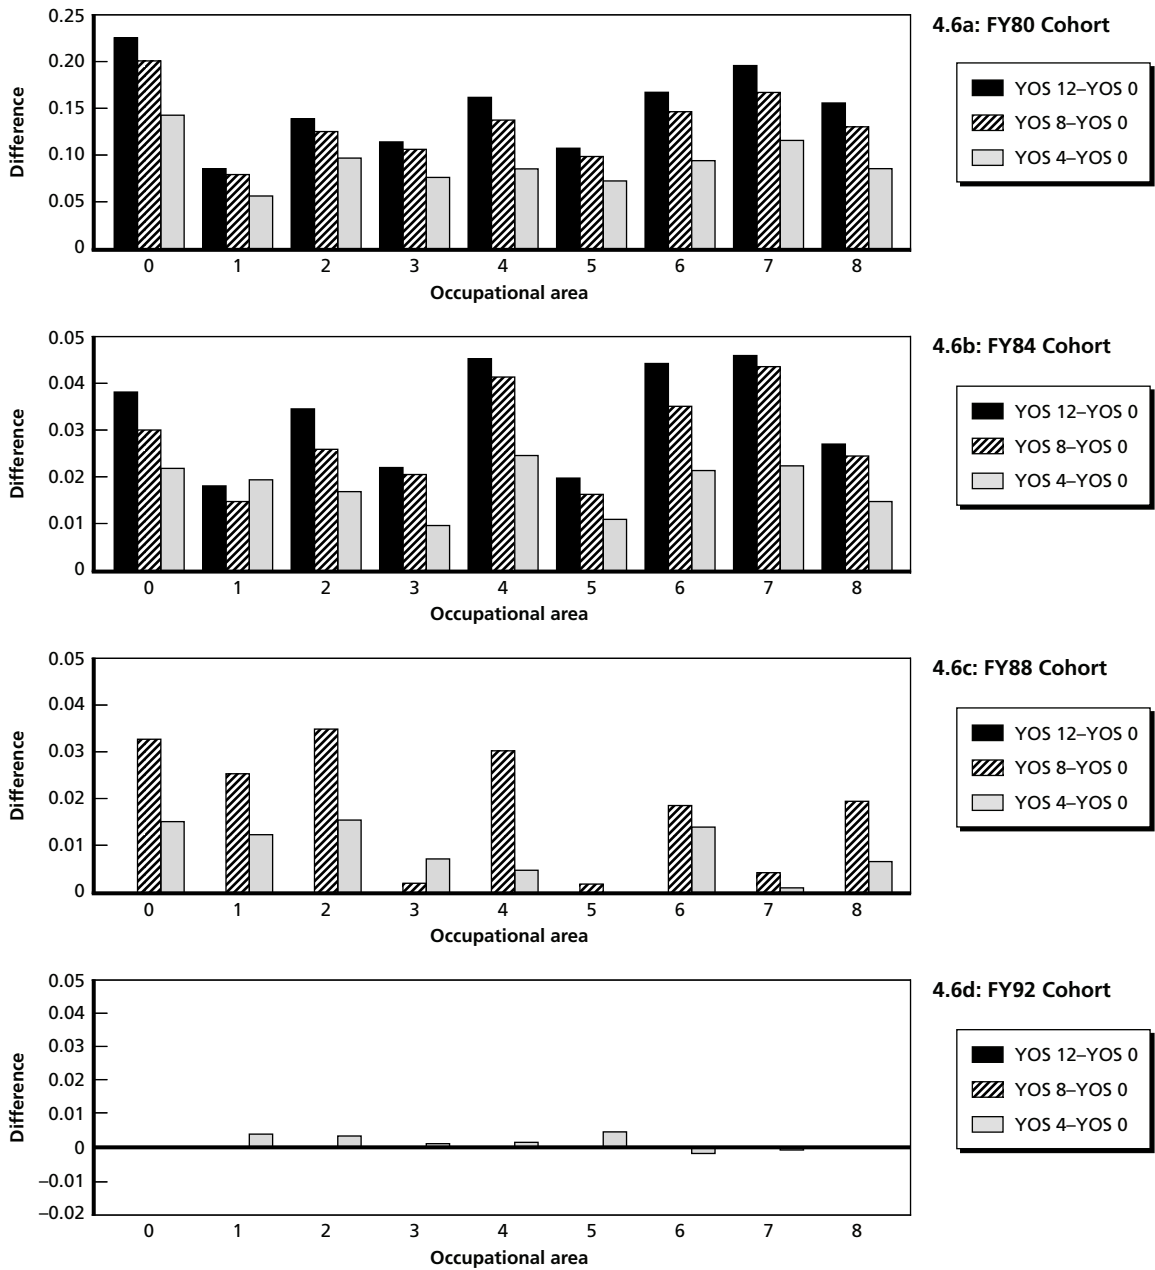 4.6a: FY80 Cohort
Difference
0.25
0.20
0.15
0.10
0.05
0
0 1 2 3 4 5 6 7 8
Occupational area
YOS 12–YOS 0
YOS 8–YOS 0
YOS 4–YOS 0
4.6b: FY84 Cohort
Difference
0.05
0.04
0.03
0.02
0.01
0
0 1 2 3 4 5 6 7 8
Occupational area
YOS 12–YOS 0
YOS 8–YOS 0
YOS 4–YOS 0
4.6c: FY88 Cohort
Difference
0.05
0.04
0.03
0.02
0.01
0
0 1 2 3 4 5 6 7 8
Occupational area
YOS 12–YOS 0
YOS 8–YOS 0
YOS 4–YOS 0
4.6d: FY92 Cohort
Difference
0.05
0.04
0.03
0.02
0.01
0
–0.01
–0.02
0 1 2 3 4 5 6 7 8
Occupational area
YOS 12–YOS 0
YOS 8–YOS 0
YOS 4–YOS 0